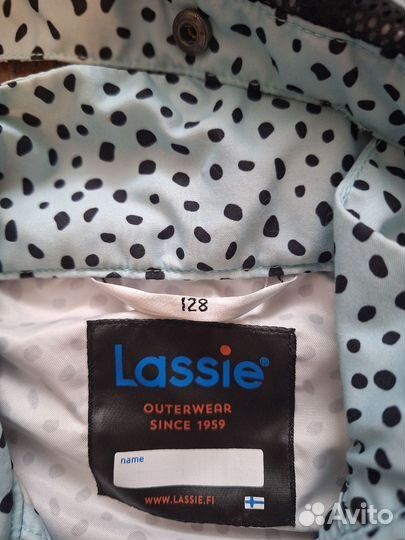 128
Lassie®
OUTERWEAR
SINCE 1959
name
WWW.LASSIE.FI
Avito